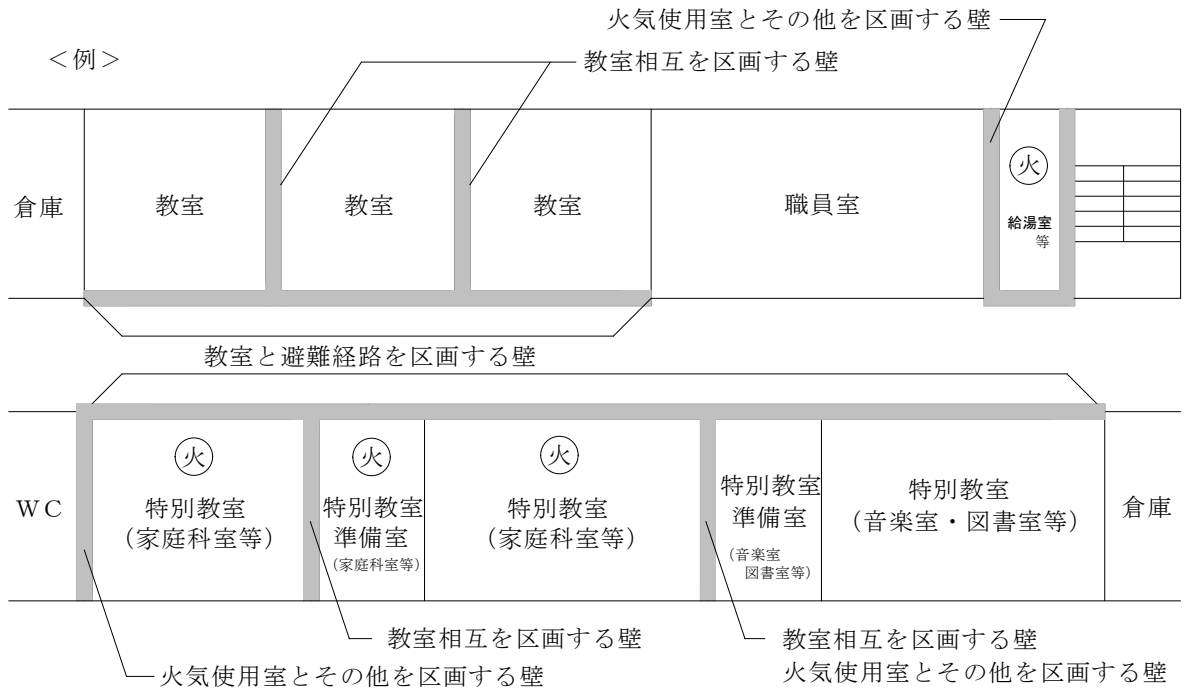 火気使用室とその他を区画する壁
<例>
教室相互を区画する壁
倉庫
教室
教室
教室
職員室
火
給湯室
等
教室と避難経路を区画する壁
WC
火
特別教室
(家庭科室等)
火
特別教室
準備室
(家庭科室等)
火
特別教室
(家庭科室等)
特別教室
準備室
(音楽室
図書室等)
特別教室
(音楽室・図書室等)
倉庫
教室相互を区画する壁
火気使用室とその他を区画する壁
教室相互を区画する壁
火気使用室とその他を区画する壁